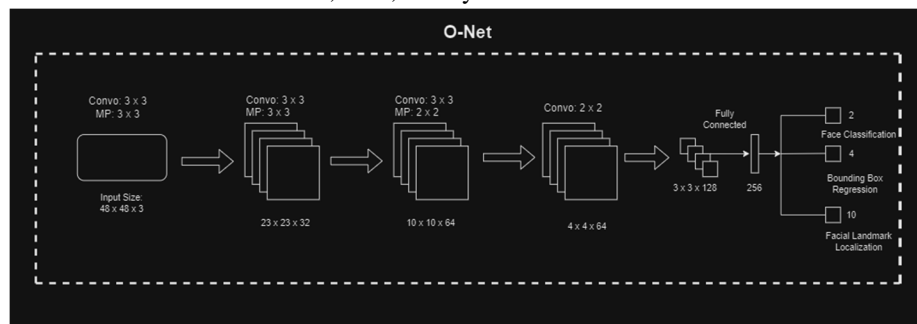 O-Net
Convo: 3 x 3
MP: 3 x 3
Input Size:
48 x 48 x 3
Convo: 3 x 3
MP: 3 x 3
23 x 23 x 32
Convo: 3 x 3
MP: 2 x 2
10 x 10 x 64
Convo: 2 x 2
4 x 4 x 64
3 x 3 x 128
Fully
Connected
256
2
Face Classification
4
Bounding Box
Regression
10
Facial Landmark
Localization